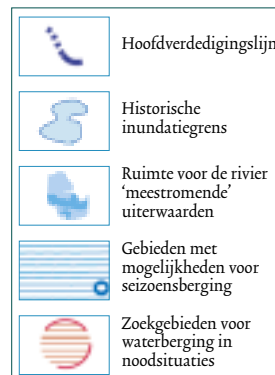 Hoofdverdedigingslijn
Historische
inundatiegrens
Ruimte voor de rivier
‘meestromende’
uiterwaarden
Gebieden met
mogelijkheden voor
seizoensberging
Zoekgebieden voor
waterberging in
noodsituaties